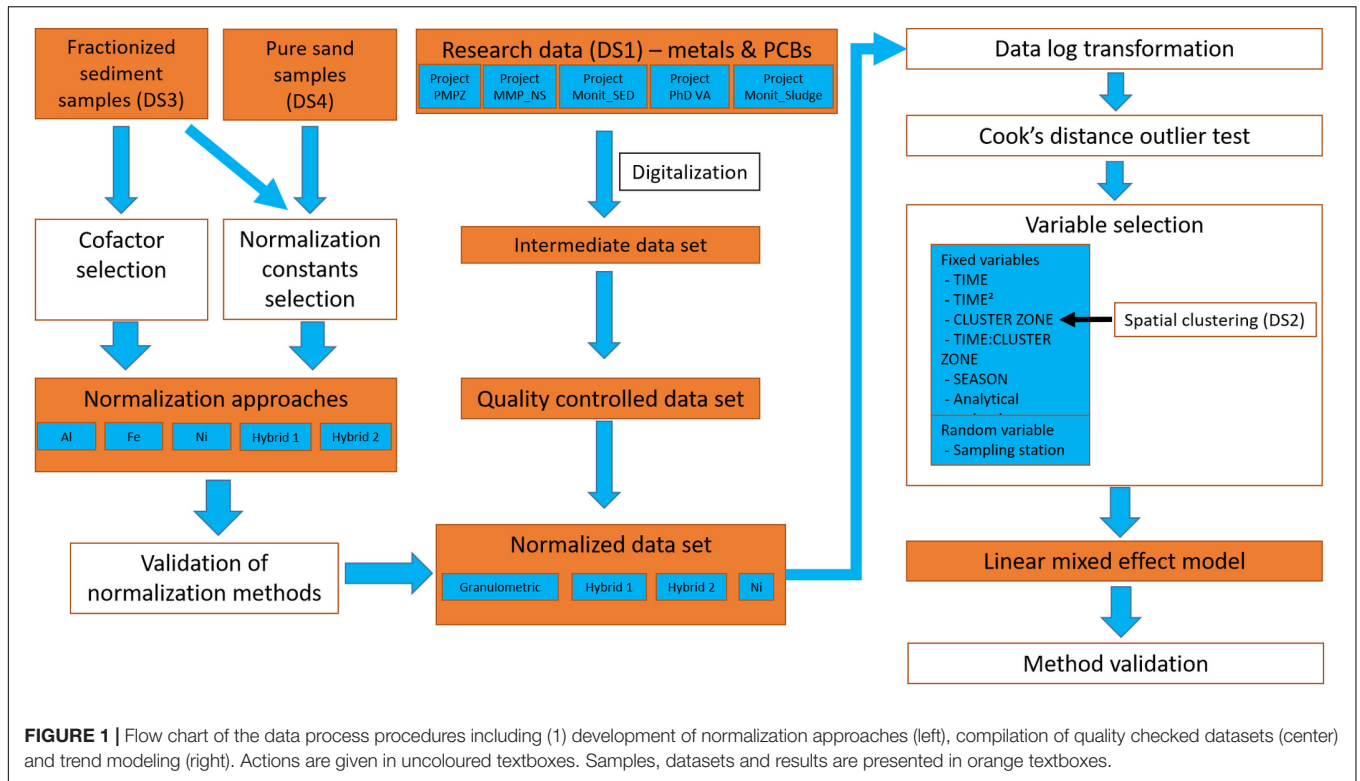 Fractionized
sediment
samples (DS3)
Pure sand
samples
(DS4)
Cofactor
selection
Normalization
constants
selection
Normalization approaches
Al
Fe
Ni
Hybrid 1
Hybrid 2
Validation of
normalization methods
Research data (DS1) – metals & PCBs
Project
PMPZ
Project
MMP_NS
Project
Monit_SED
Project
PhD VA
Project
Monit_Sludge
Digitalization
Intermediate data set
Quality controlled data set
Normalized data set
Granulometric
Hybrid 1
Hybrid 2
Ni
Data log transformation
Cook's distance outlier test
Variable selection
Fixed variables
- TIME
- TIME²
- CLUSTER ZONE
- TIME:CLUSTER
ZONE
- SEASON
- Analytical
Random variable
- Sampling station
Spatial clustering (DS2)
Linear mixed effect model
Method validation
FIGURE 1 | Flow chart of the data process procedures including (1) development of normalization approaches (left), compilation of quality checked datasets (center)
and trend modeling (right). Actions are given in uncoloured textboxes. Samples, datasets and results are presented in orange textboxes.